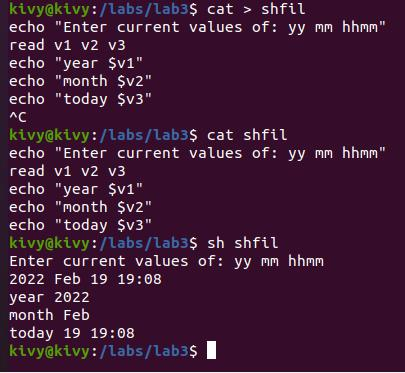 kivy@kivy:/labs/lab3$ cat > shfil
echo "Enter current values of: yy mm hhmm"
read v1 v2 v3
echo "year $v1"
echo "month $v2"
echo "today $v3"
^C
kivy@kivy:/labs/lab3$ cat shfil
echo "Enter current values of: yy mm hhmm"
read v1 v2 v3
echo "year $v1"
echo "month $v2"
echo "today $v3"
kivy@kivy:/labs/lab3$ sh shfil
Enter current values of: yy mm hhmm
2022 Feb 19 19:08
year 2022
month Feb
today 19 19:08
kivy@kivy:/labs/lab3$